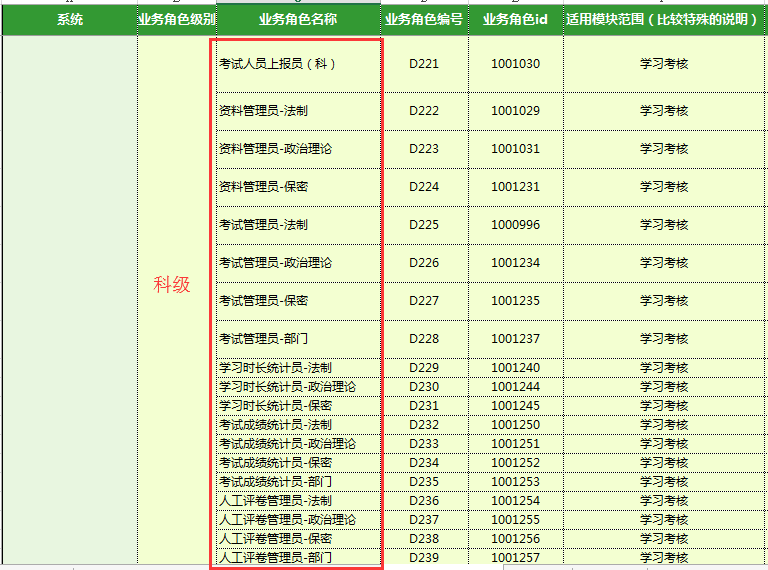 系统 业务角色级别 业务角色名称 业务角色编号 业务角色id 适用模块范围（比较特殊的说明）
考试人员上报员（科） D221 1001030 学习考核
资料管理员-法制 D222 1001029 学习考核
资料管理员-政治理论 D223 1001031 学习考核
资料管理员-保密 D224 1001231 学习考核
考试管理员-法制 D225 1000996 学习考核
考试管理员-政治理论 D226 1001234 学习考核
科级
考试管理员-保密 D227 1001235 学习考核
考试管理员-部门 D228 1001237 学习考核
学习时长统计员-法制 D229 1001240 学习考核
学习时长统计员-政治理论 D230 1001244 学习考核
学习时长统计员-保密 D231 1001245 学习考核
考试成绩统计员-法制 D232 1001250 学习考核
考试成绩统计员-政治理论 D233 1001251 学习考核
考试成绩统计员-保密 D234 1001252 学习考核
考试成绩统计员-部门 D235 1001253 学习考核
人工评卷管理员-法制 D236 1001254 学习考核
人工评卷管理员-政治理论 D237 1001255 学习考核
人工评卷管理员-保密 D238 1001256 学习考核
人工评卷管理员-部门 D239 1001257 学习考核